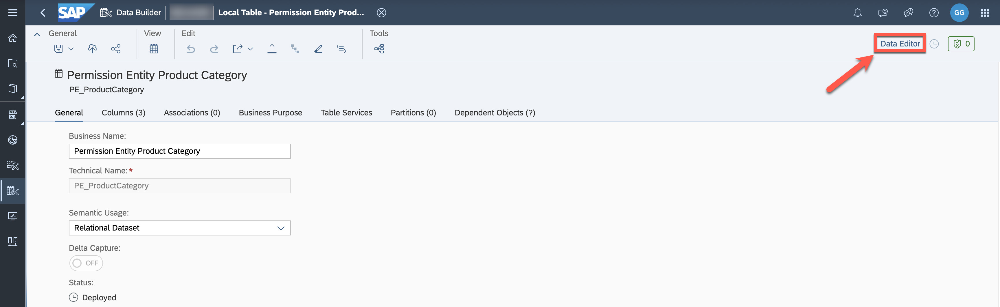 SAP Data Builder Local Table - Permission Entity Prod... GG
General View Edit Tools
Data Editor 0
Permission Entity Product Category
PE_ProductCategory
General Columns (3) Associations (0) Business Purpose Table Services Partitions (0) Dependent Objects (?)
Business Name:
Permission Entity Product Category
Technical Name:*
PE_ProductCategory
Semantic Usage:
Relational Dataset
Delta Capture:
OFF
Status:
Deployed